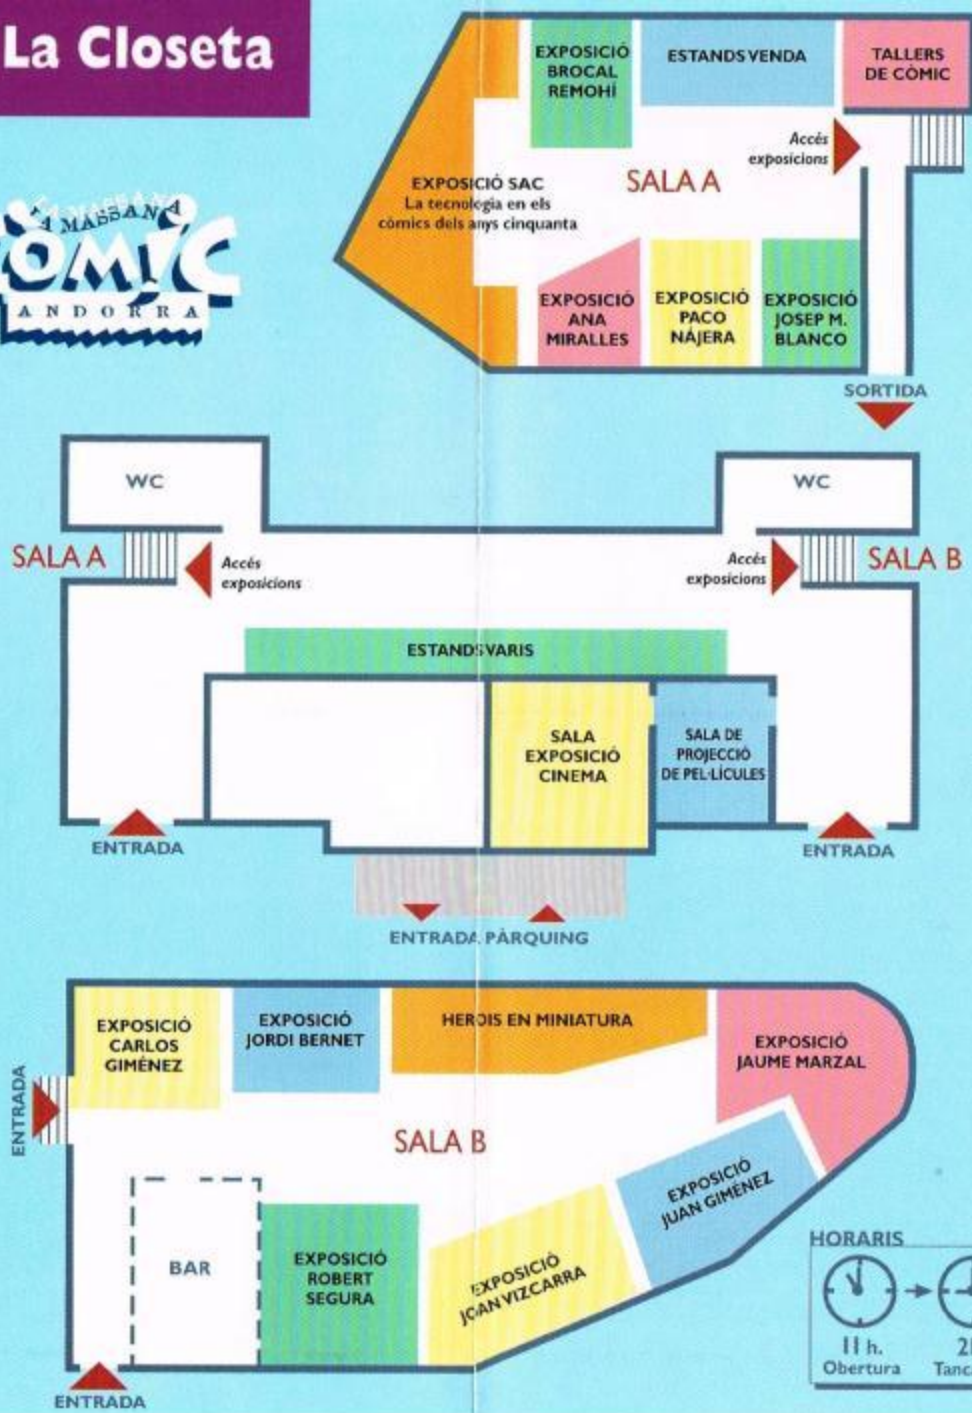 La Closeta
LA MASSANA
CÒMIC
ANDORRA
EXPOSICIÓ
BROCAL
REMOHÍ
ESTANDS VENDA
TALLERS
DE CÒMIC
Accés
exposicions
SALA A
EXPOSICIÓ SAC
La tecnologia en els
còmics dels anys cinquanta
EXPOSICIÓ
ANA
MIRALLES
EXPOSICIÓ
PACO
NÁJERA
EXPOSICIÓ
JOSEP M.
BLANCO
SORTIDA
WC
WC
SALA A
Accés
exposicions
Accés
exposicions
SALA B
ESTANDS VARIS
SALA
EXPOSICIÓ
CINEMA
SALA DE
PROJECCIÓ
DE PEL·LÍCULES
ENTRADA
ENTRADA
ENTRADA PÀRQUING
EXPOSICIÓ
CARLOS
GIMÉNEZ
EXPOSICIÓ
JORDI BERNET
HEROIS EN MINIATURA
EXPOSICIÓ
JAUME MARZAL
ENTRADA
SALA B
EXPOSICIÓ
JUAN GIMÉNEZ
BAR
EXPOSICIÓ
ROBERT
SEGURA
EXPOSICIÓ
JOAN VIZCARRA
ENTRADA
HORARIS
11 h.
Obertura